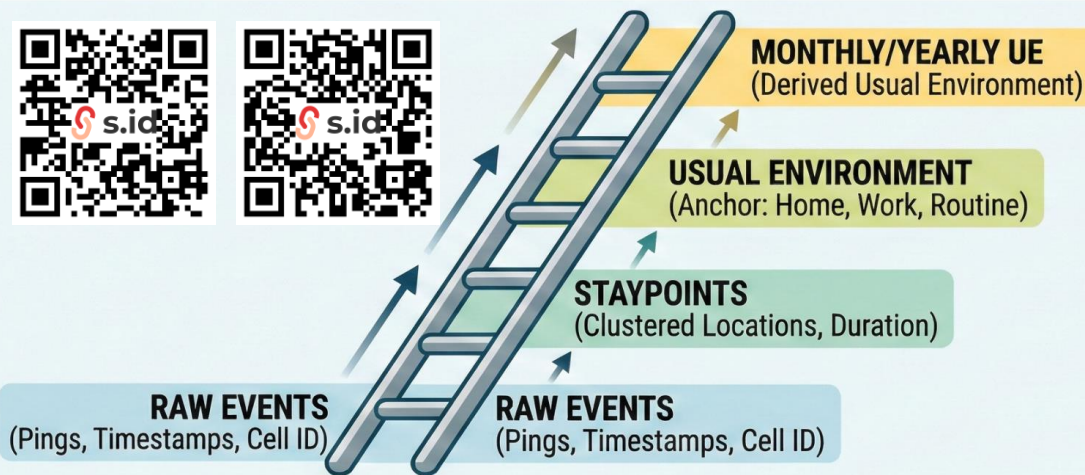 s.id
s.id
MONTHLY/YEARLY UE
(Derived Usual Environment)
USUAL ENVIRONMENT
(Anchor: Home, Work, Routine)
STAYPOINTS
(Clustered Locations, Duration)
RAW EVENTS
(Pings, Timestamps, Cell ID)
RAW EVENTS
(Pings, Timestamps, Cell ID)